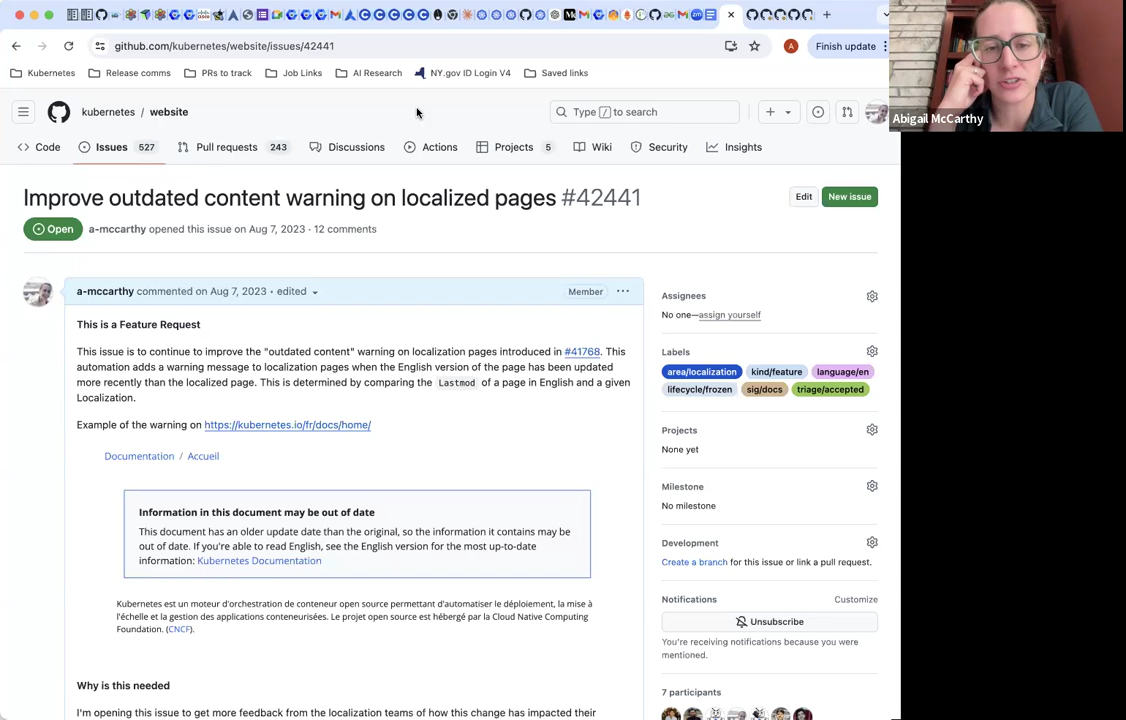 github.com/kubernetes/website/issues/42441
Finish update
Kubernetes
Release comms
PRs to track
Job Links
AI Research
NY.gov ID Login V4
Saved links
Abigail McCarthy
kubernetes / website
Type / to search
Code
Issues 527
Pull requests 243
Discussions
Actions
Projects 5
Wiki
Security
Insights
Improve outdated content warning on localized pages #42441
Edit
New issue
Open
a-mccarthy opened this issue on Aug 7, 2023 · 12 comments
a-mccarthy commented on Aug 7, 2023 • edited
Member
This is a Feature Request
This issue is to continue to improve the "outdated content" warning on localization pages introduced in #41768. This
automation adds a warning message to localization pages when the English version of the page has been updated
more recently than the localized page. This is determined by comparing the Lastmod of a page in English and a given
Localization.
Example of the warning on https://kubernetes.io/fr/docs/home/
Documentation / Accueil
Information in this document may be out of date
This document has an older update date than the original, so the information it contains may be
out of date. If you're able to read English, see the English version for the most up-to-date
information: Kubernetes Documentation
Kubernetes est un moteur d'orchestration de conteneur open source permettant d'automatiser le déploiement, la mise à
l'échelle et la gestion des applications conteneurisées. Le projet open source est hébergé par la Cloud Native Computing
Foundation. (CNCF).
Why is this needed
I'm opening this issue to get more feedback from the localization teams of how this change has impacted their
Assignees
No one—assign yourself
Labels
area/localization
kind/feature
language/en
lifecycle/frozen
sig/docs
triage/accepted
Projects
None yet
Milestone
No milestone
Development
Create a branch for this issue or link a pull request.
Notifications
Customize
Unsubscribe
You're receiving notifications because you were
mentioned.
7 participants